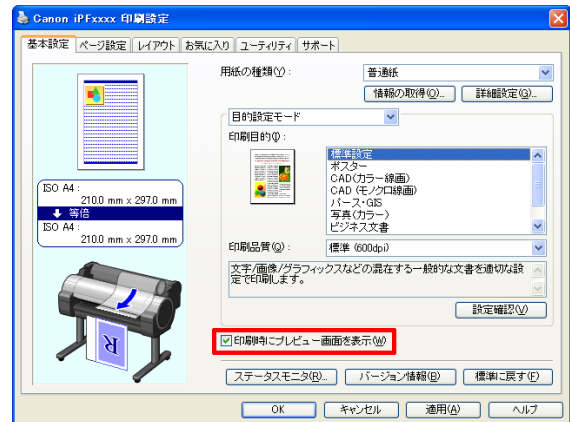 Canon iPFxxxx 印刷設定
基本設定 ページ設定 レイアウト お気に入り ユーティリティ サポート
用紙の種類(Y): 普通紙
情報の取得(Q)... 詳細設定(G)...
目的設定モード
印刷目的(I):
標準設定
ポスター
CAD(カラー線画)
CAD (モノクロ線画)
パース・GIS
写真(カラー)
ビジネス文書
ISO A4 :
210.0 mm x 297.0 mm
等倍
ISO A4 :
210.0 mm x 297.0 mm
印刷品質(Q): 標準 (600dpi)
文字/画像/グラフィックスなどの混在する一般的な文書を適切な設
定で印刷します。
設定確認(V)
印刷時にプレビュー画面を表示(W)
R
ステータスモニタ(R)... バージョン情報(B) 標準に戻す(F)
OK キャンセル 適用(A) ヘルプ